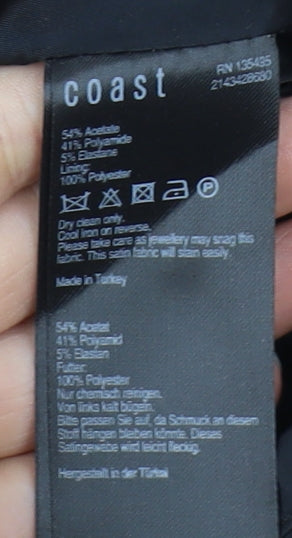 coast
RN 135495
2143428680
54% Acetate
41% Polyamide
5% Elastane
Lining:
100% Polyester
P
Dry clean only.
Cool iron on reverse.
Please take care as jewellery may snag this
fabric. This satin fabric will stain easily.
Made in Turkey
54% Acetat
41% Polyamid
5% Elastan
Futter:
100% Polyester
Nur chemisch reinigen.
Von links kalt bügeln.
Bitte passen Sie auf, da Schmuck an diesem
Stoff hängen bleiben könnte. Dieses
Satingewebe wird leicht fleckig.
Hergestellt in der Türkei